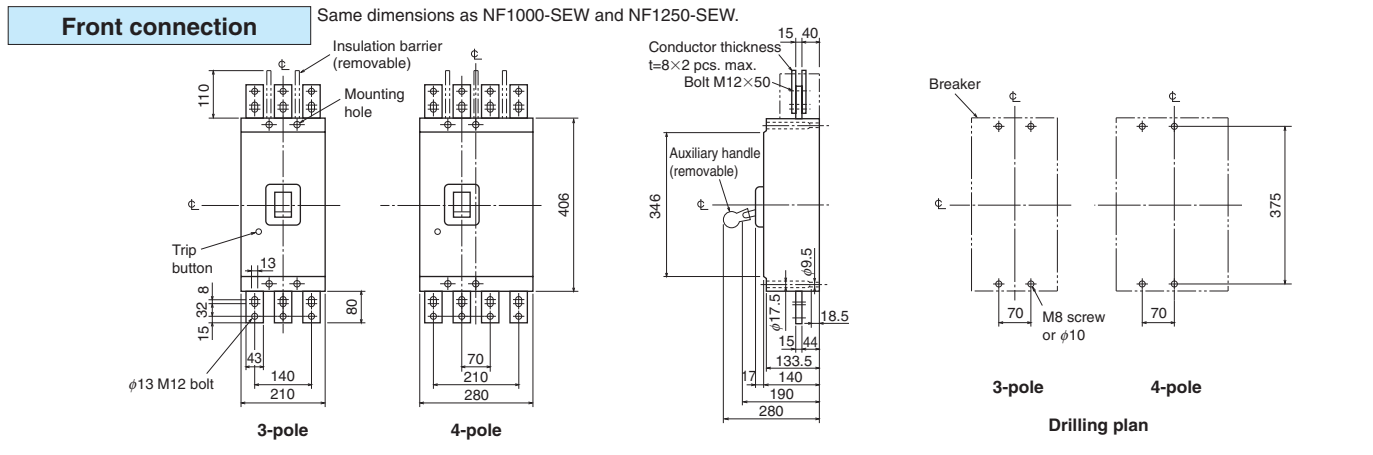 Front connection
Same dimensions as NF1000-SEW and NF1250-SEW.
Insulation barrier
(removable)
Mounting
hole
110
℄
℄
℄
406
Trip
button
13
8
32
15
80
43
140
210
φ13 M12 bolt
3-pole
70
210
280
4-pole
15 40
Conductor thickness
t=8×2 pcs. max.
Bolt M12×50
Auxiliary handle
(removable)
346
℄
φ9.5
φ17.5
18.5
15 44
133.5
17 140
190
280
Breaker
℄
℄
℄
375
70
M8 screw
or φ10
70
3-pole
4-pole
Drilling plan